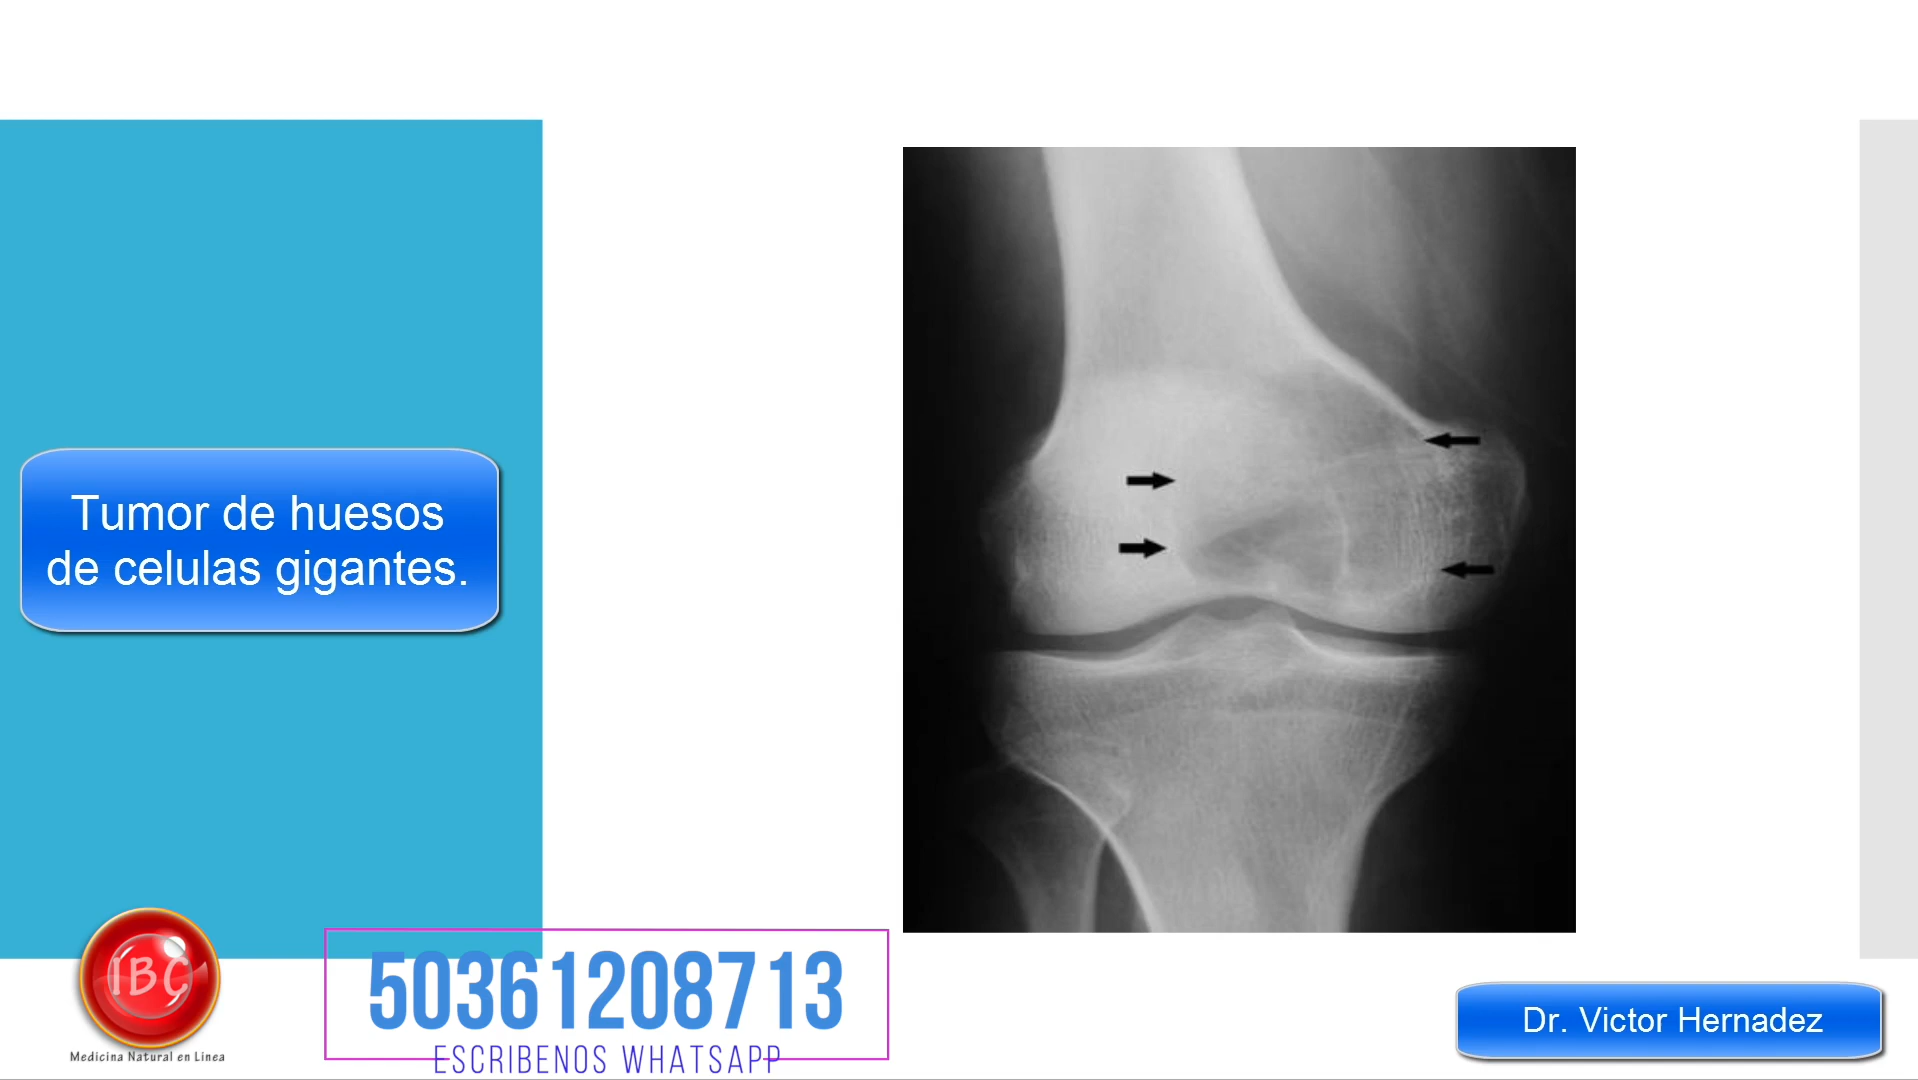 Tumor de huesos
de celulas gigantes.
IBC
Medicina Natural en Linea
50361208713
ESCRIBENOS WHATSAPP
Dr. Victor Hernadez